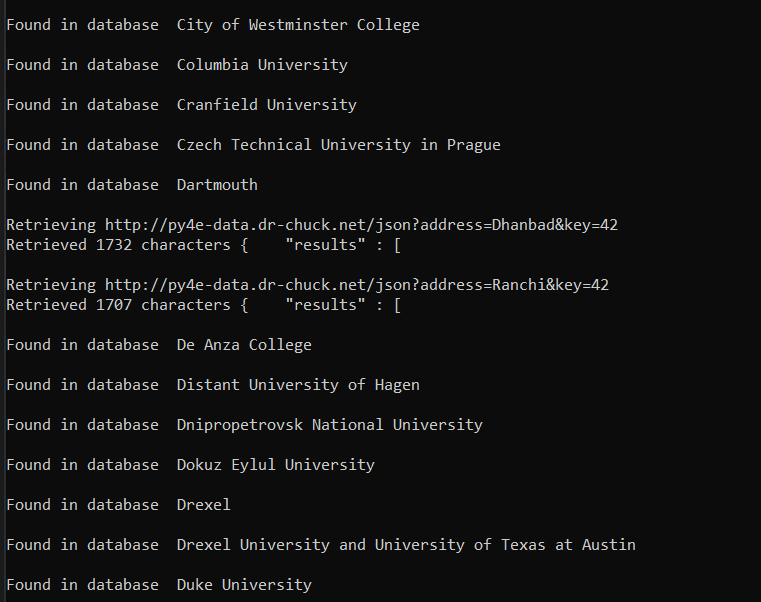 Found in database  City of Westminster College
Found in database  Columbia University
Found in database  Cranfield University
Found in database  Czech Technical University in Prague
Found in database  Dartmouth
Retrieving http://py4e-data.dr-chuck.net/json?address=Dhanbad&key=42
Retrieved 1732 characters {    "results" : [
Retrieving http://py4e-data.dr-chuck.net/json?address=Ranchi&key=42
Retrieved 1707 characters {    "results" : [
Found in database  De Anza College
Found in database  Distant University of Hagen
Found in database  Dnipropetrovsk National University
Found in database  Dokuz Eylul University
Found in database  Drexel
Found in database  Drexel University and University of Texas at Austin
Found in database  Duke University